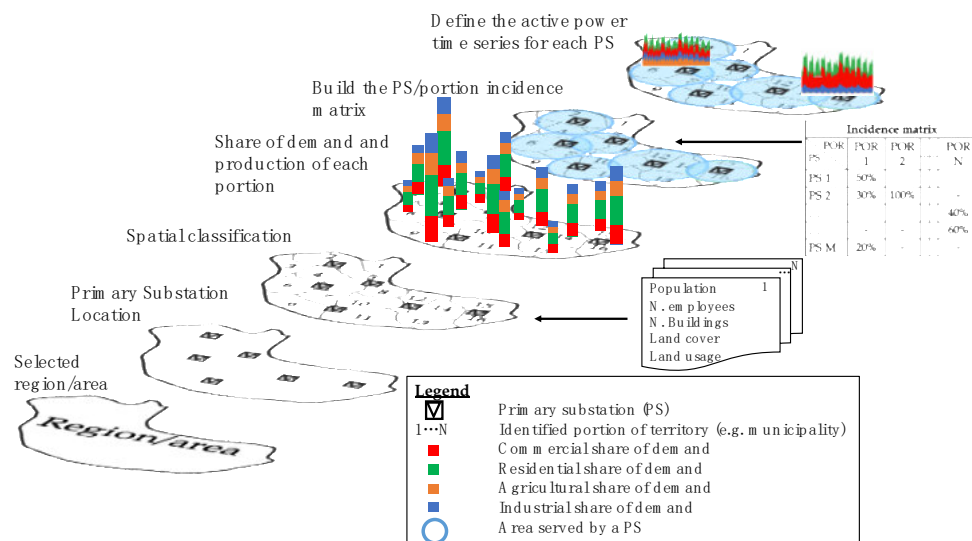 Define the active power
time series for each PS
Build the PS/portion incidence
matrix
Share of demand and
production of each
portion
Spatial classification
Primary Substation
Location
Selected
region/area
Region/area
Incidence matrix
POR POR POR
PS 1 2 ... N
PS 1 50%
PS 2 30% 100% -
40%
- - 60%
PS M 20% - -
N
...
1
Population
N. employees
N. Buildings
Land cover
Land usage
Legend
Primary substation (PS)
1...N Identified portion of territory (e.g. municipality)
Commercial share of demand
Residential share of demand
Agricultural share of demand
Industrial share of demand
Area served by a PS